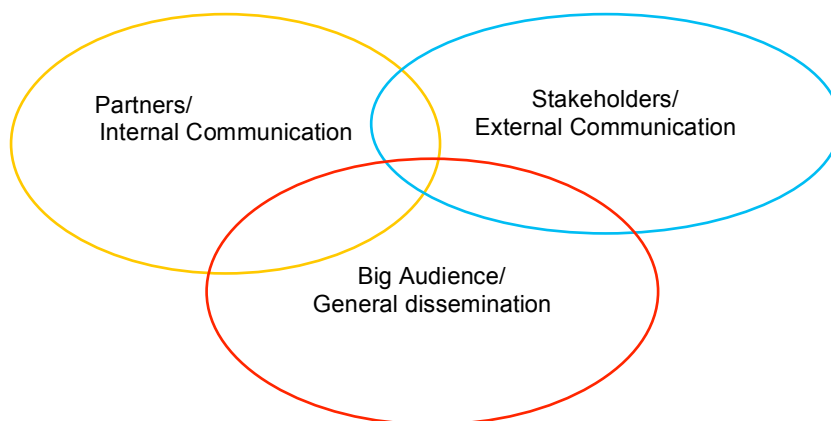 Partners/
Internal Communication
Stakeholders/
External Communication
Big Audience/
General dissemination